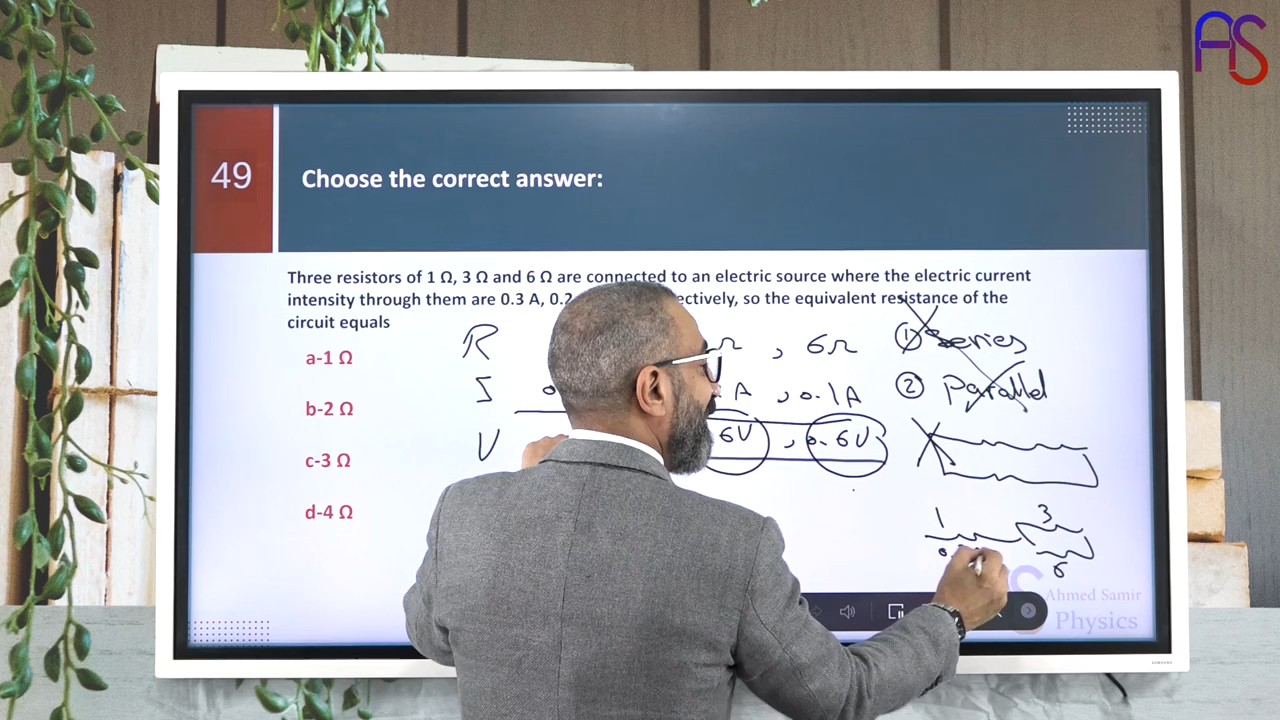 AS
49
Choose the correct answer:
Three resistors of 1 Ω, 3 Ω and 6 Ω are connected to an electric source where the electric current
intensity through them are 0.3 A, 0.2 ectively, so the equivalent resistance of the
circuit equals
a-1 Ω
b-2 Ω
c-3 Ω
d-4 Ω
R Ω , 6Ω
I 0. A , 0.1A
V 6V , 0.6V
① Series
② parallel
1 3
6
Ahmed Samir
Physics
SAMSUNG